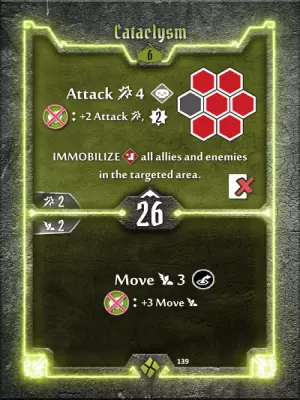 Cataclysm
6
Attack 4
: +2 Attack , 2
IMMOBILIZE all allies and enemies
in the targeted area.
2
26
2
Move 3
: +3 Move
139